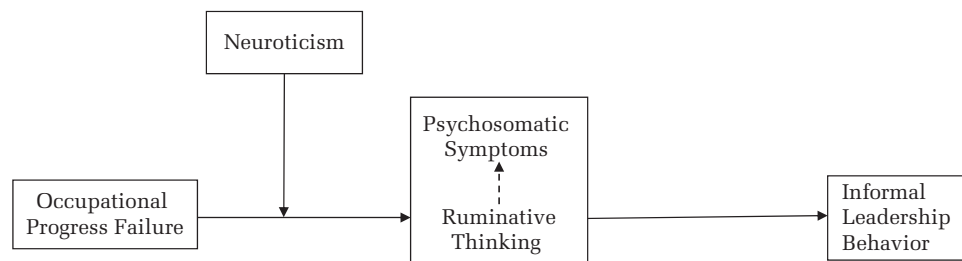 Neuroticism
Psychosomatic
Symptoms
Occupational
Progress Failure
Ruminative
Thinking
Informal
Leadership
Behavior